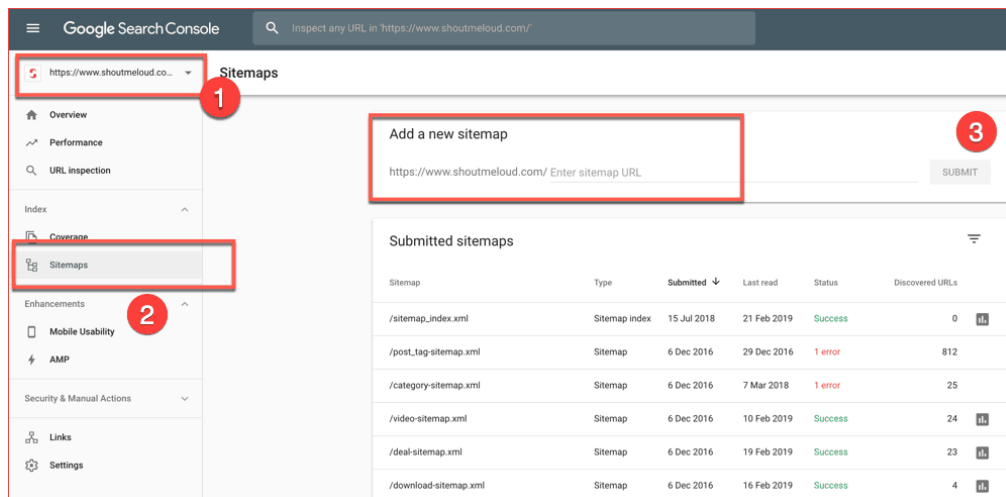 Google Search Console
Inspect any URL in 'https://www.shoutmeloud.com/'
https://www.shoutmeloud.co...
1
Sitemaps
Overview
Performance
URL inspection
Index
Coverage
Sitemaps
2
Enhancements
Mobile Usability
AMP
Security & Manual Actions
Links
Settings
Add a new sitemap
3
https://www.shoutmeloud.com/ Enter sitemap URL
SUBMIT
Submitted sitemaps
Sitemap Type Submitted Last read Status Discovered URLs
/sitemap_index.xml Sitemap index 15 Jul 2018 21 Feb 2019 Success 0
/post_tag-sitemap.xml Sitemap 6 Dec 2016 29 Dec 2016 1 error 812
/category-sitemap.xml Sitemap 6 Dec 2016 7 Mar 2018 1 error 25
/video-sitemap.xml Sitemap 6 Dec 2016 10 Feb 2019 Success 24
/deal-sitemap.xml Sitemap 6 Dec 2016 19 Feb 2019 Success 23
/download-sitemap.xml Sitemap 6 Dec 2016 16 Feb 2019 Success 4